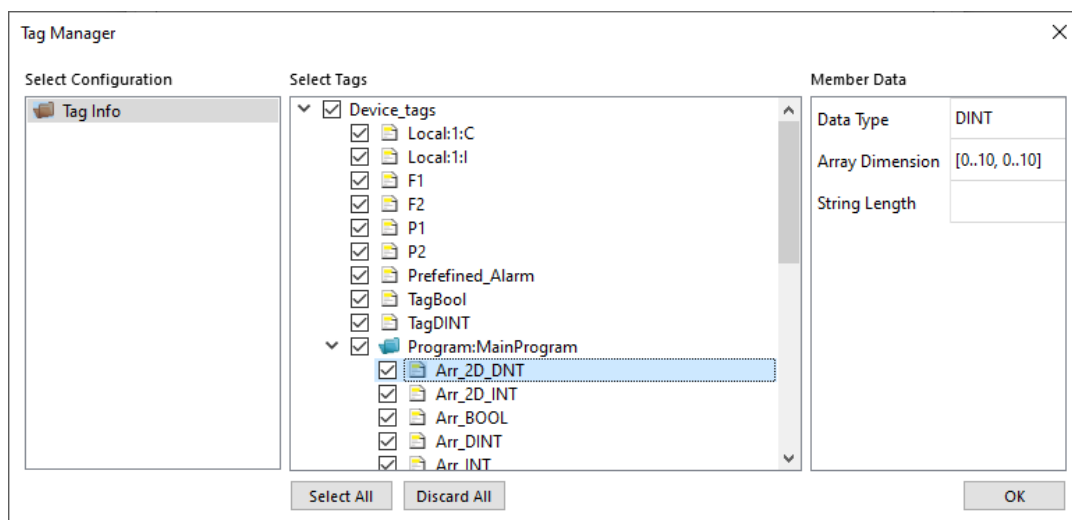 Tag Manager
Select Configuration
Tag Info
Select Tags
Device_tags
Local:1:C
Local:1:I
F1
F2
P1
P2
Prefefined_Alarm
TagBool
TagDINT
Program:MainProgram
Arr_2D_DNT
Arr_2D_INT
Arr_BOOL
Arr_DINT
Arr_INT
Select All
Discard All
Member Data
Data Type DINT
Array Dimension [0..10, 0..10]
String Length
OK